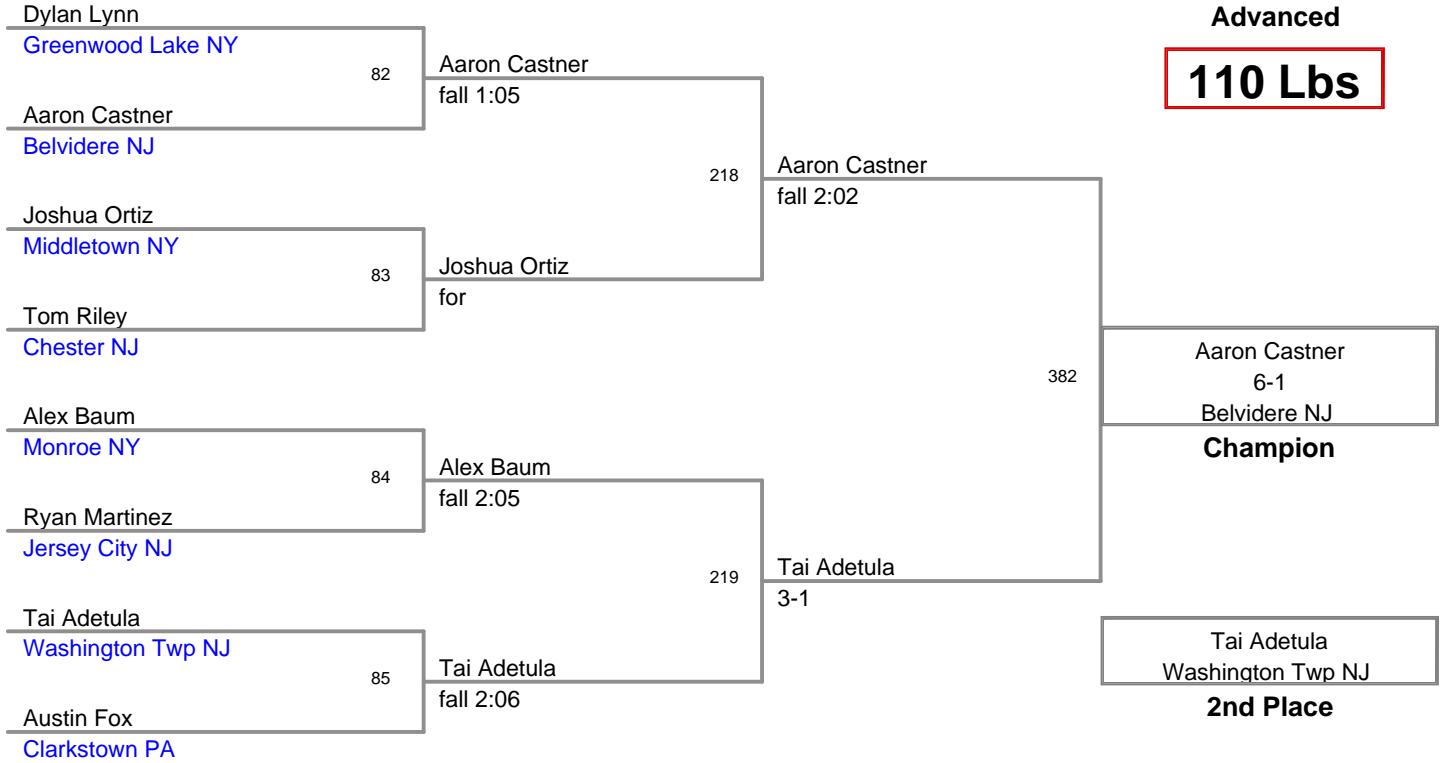 Dylan Lynn
Greenwood Lake NY
82
Aaron Castner
Belvidere NJ
Joshua Ortiz
Middletown NY
83
Tom Riley
Chester NJ
Alex Baum
Monroe NY
84
Ryan Martinez
Jersey City NJ
Tai Adetula
Washington Twp NJ
85
Austin Fox
Clarkstown PA
Aaron Castner
fall 1:05
218
Joshua Ortiz
for
Alex Baum
fall 2:05
219
Tai Adetula
fall 2:06
Aaron Castner
fall 2:02
382
Tai Adetula
3-1
Advanced
110 Lbs
Aaron Castner
6-1
Belvidere NJ
Champion
Tai Adetula
Washington Twp NJ
2nd Place